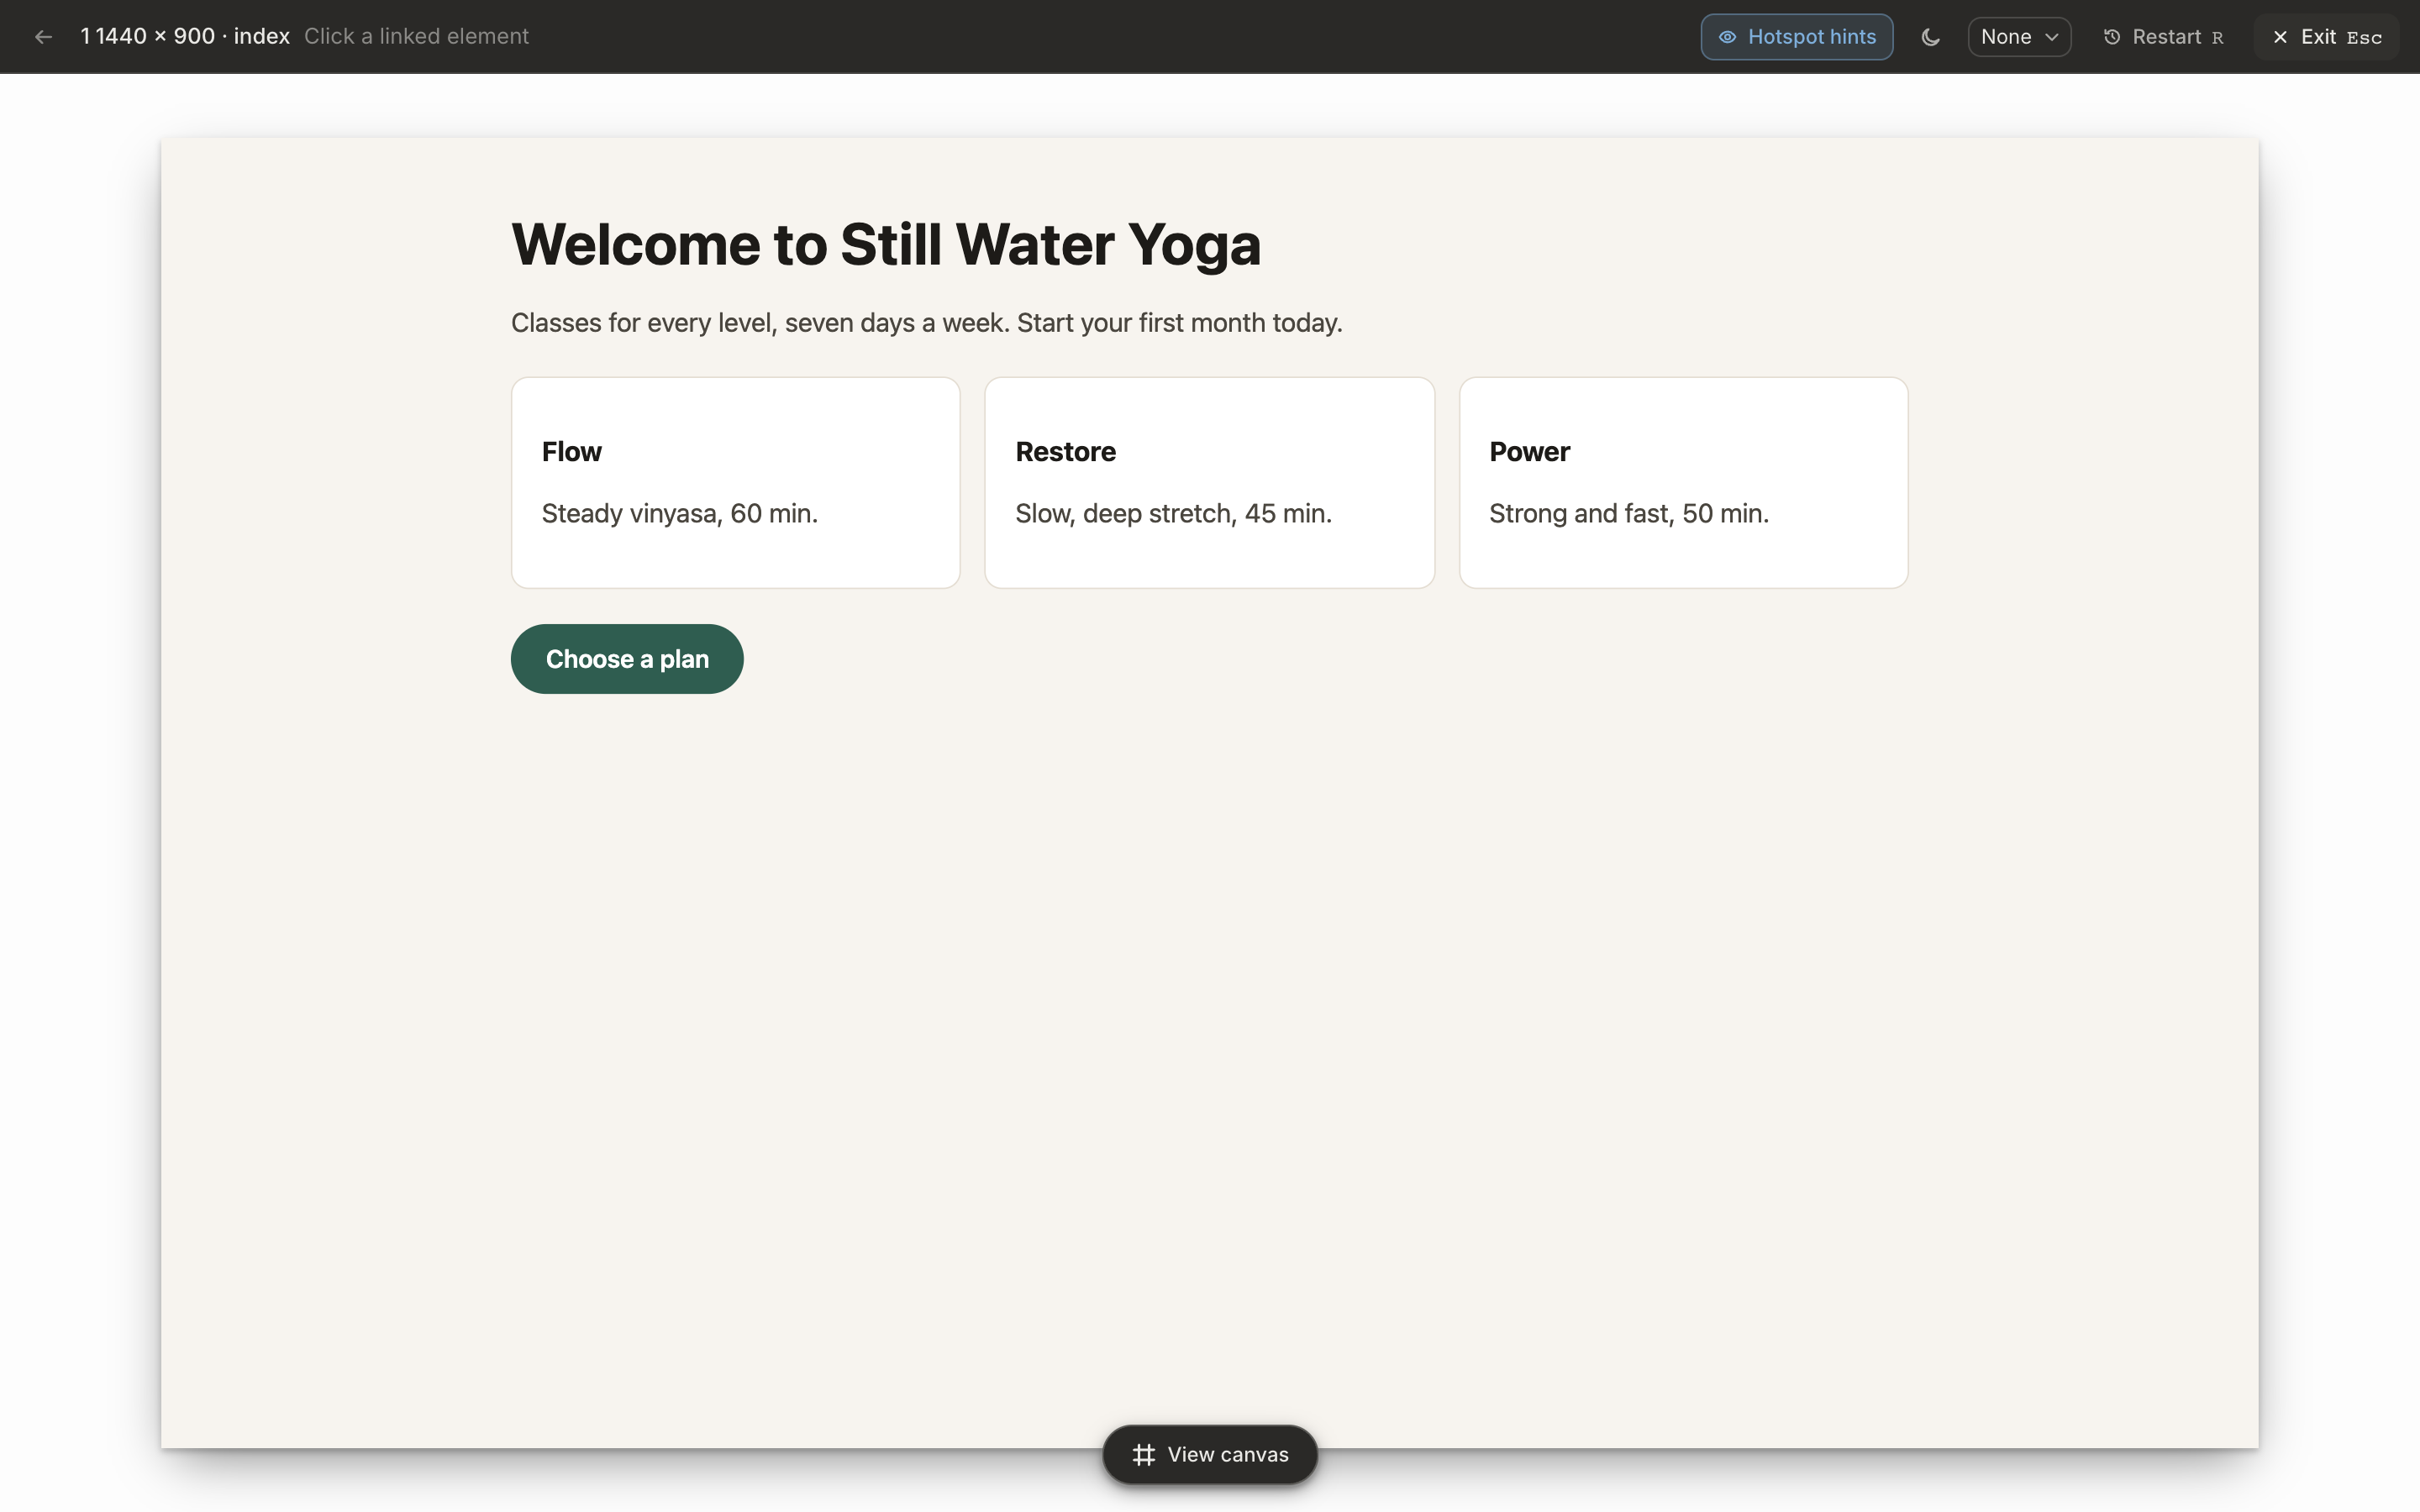 1 1440 × 900 · index Click a linked element
Hotspot hints
None
Restart R
Exit Esc
Welcome to Still Water Yoga
Classes for every level, seven days a week. Start your first month today.
Flow
Steady vinyasa, 60 min.
Restore
Slow, deep stretch, 45 min.
Power
Strong and fast, 50 min.
Choose a plan
View canvas